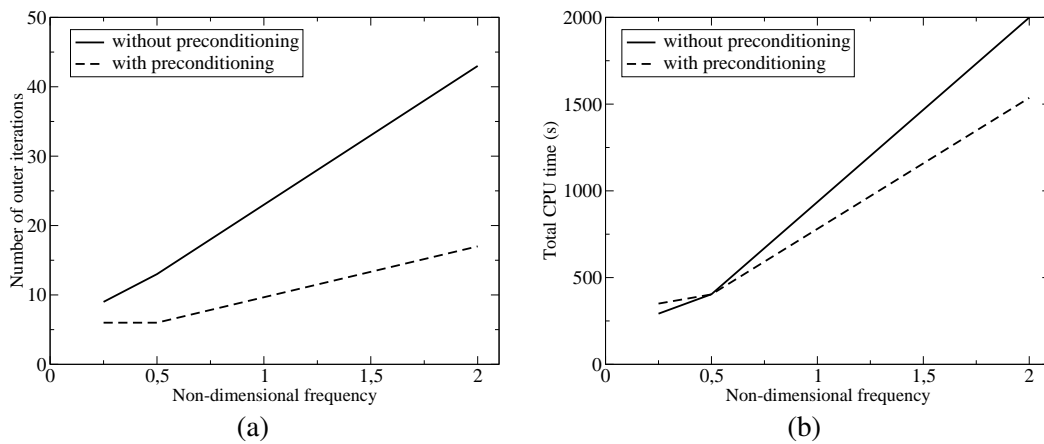 50
40
30
20
10
0
Number of outer iterations
without preconditioning
with preconditioning
0
0,5
1
1,5
2
Non-dimensional frequency
(a)
2000
1500
1000
500
0
Total CPU time (s)
without preconditioning
with preconditioning
0
0,5
1
1,5
2
Non-dimensional frequency
(b)